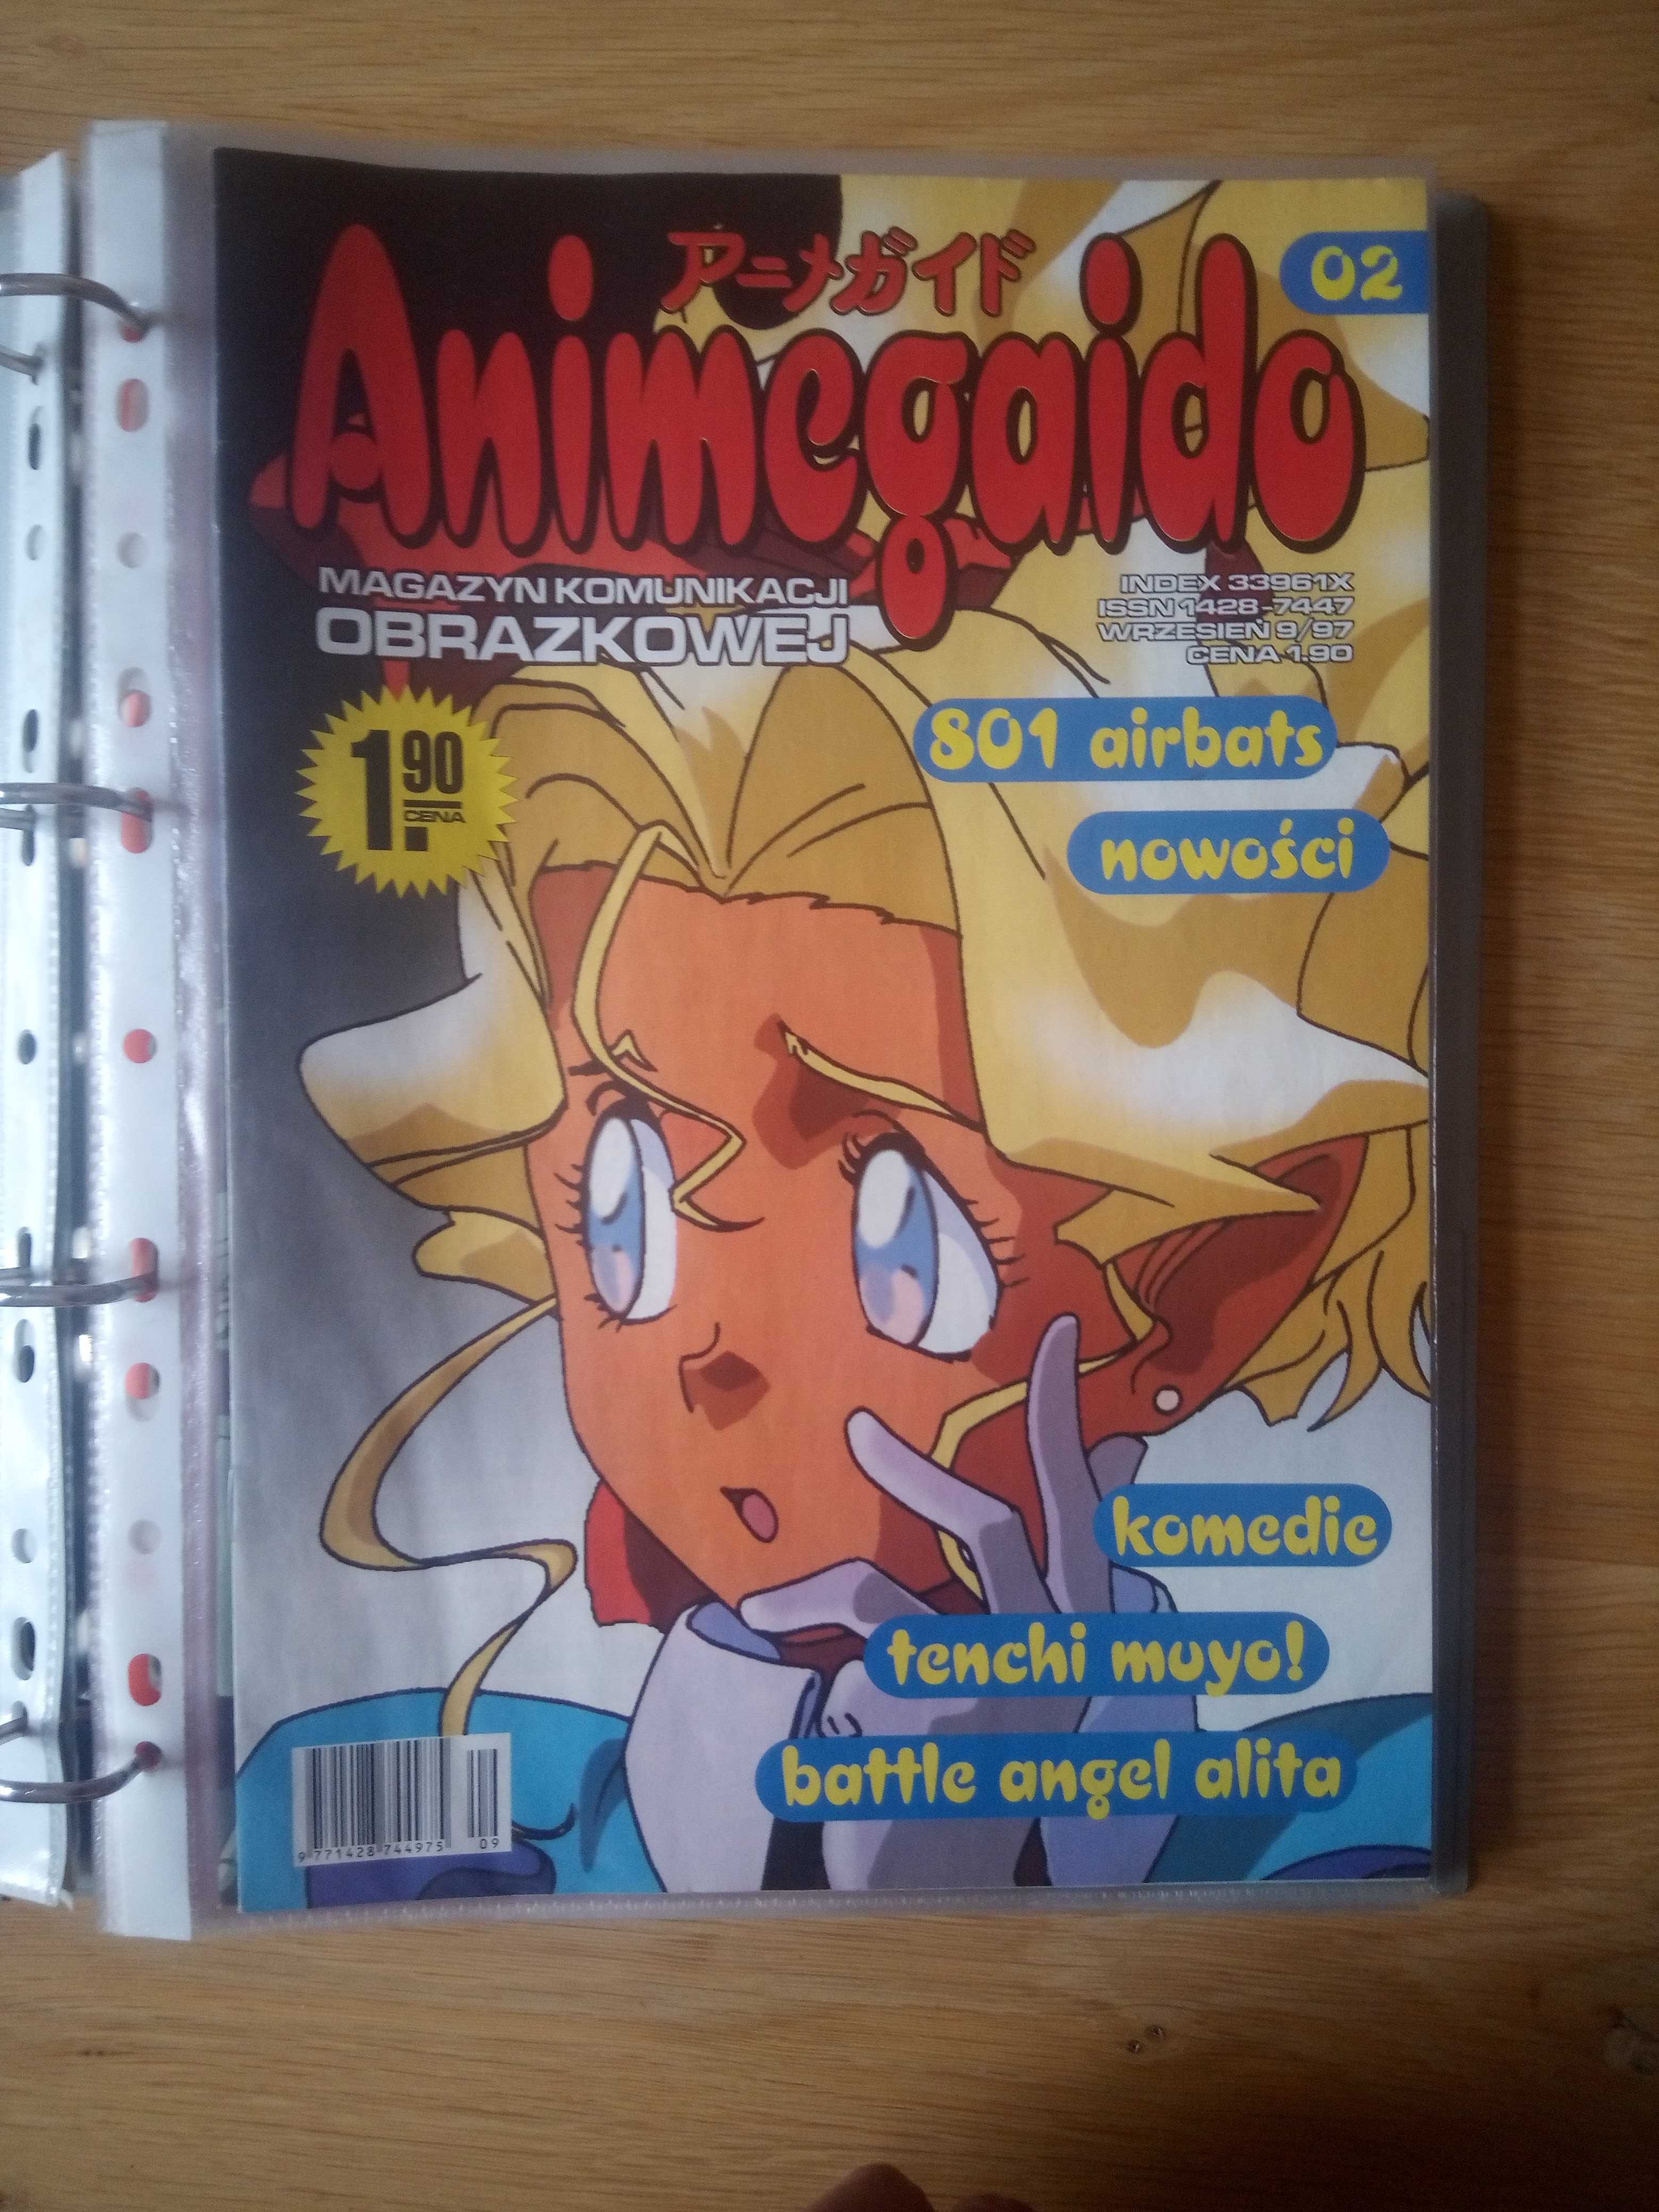 アニメガイド
02
Animegaido
MAGAZYN KOMUNIKACJI
OBRAZKOWEJ
INDEX 33961X
ISSN 1428-7447
WRZESIEŃ 9/97
CENA 1.90
1.90
CENA
801 airbats
nowości
komedie
tenchi muyo!
battle angel alita
9 771428 744975
09